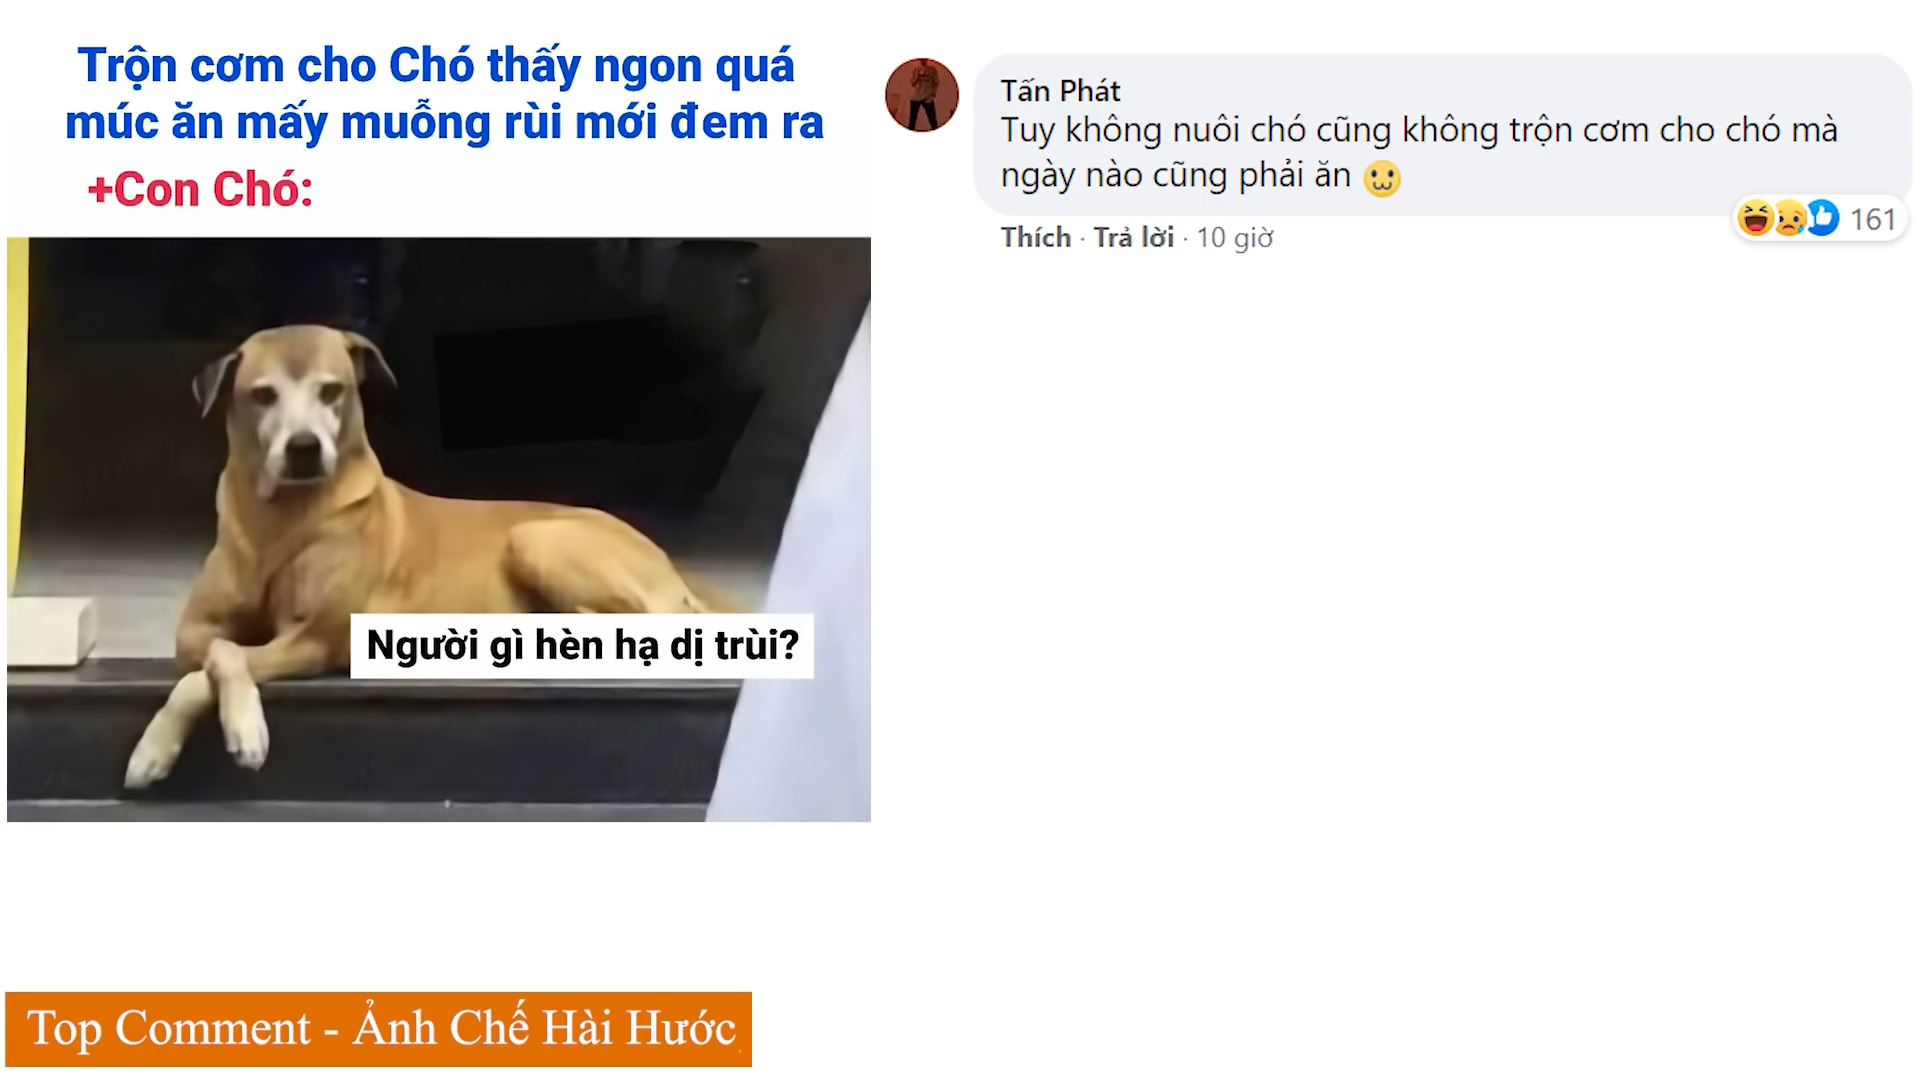 Trộn cơm cho Chó thấy ngon quá
múc ăn mấy muỗng rùi mới đem ra
+Con Chó:
Người gì hèn hạ dị trùi?
Tấn Phát
Tuy không nuôi chó cũng không trộn cơm cho chó mà
ngày nào cũng phải ăn
161
Thích · Trả lời · 10 giờ
Top Comment - Ảnh Chế Hài Hước